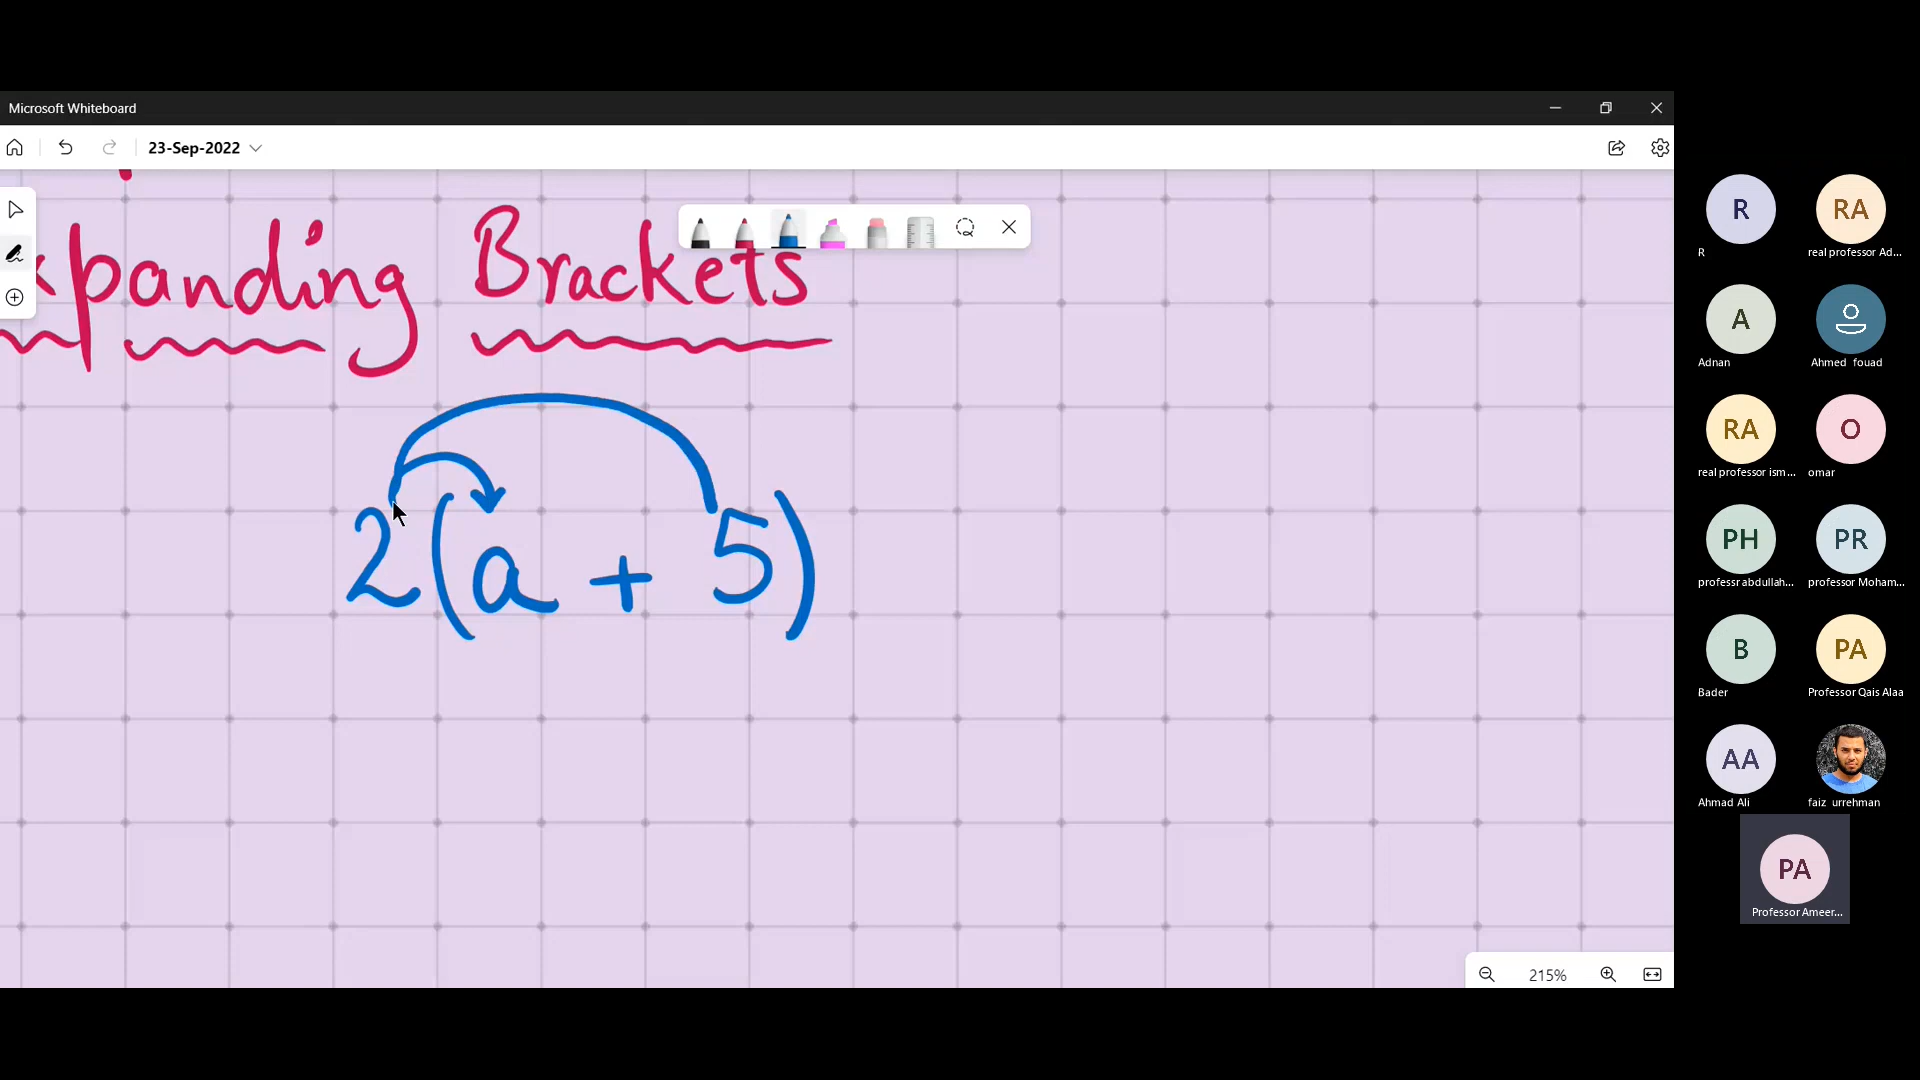 Microsoft Whiteboard
23-Sep-2022
xpanding Brackets
2(a + 5)
215%
R
R
RA
real professor Ad...
A
Adnan
Ahmed fouad
RA
real professor ism...
O
omar
PH
professr abdullah...
PR
professor Moham...
B
Bader
PA
Professor Qais Alaa
AA
Ahmad Ali
faiz urrehman
PA
Professor Ameer...